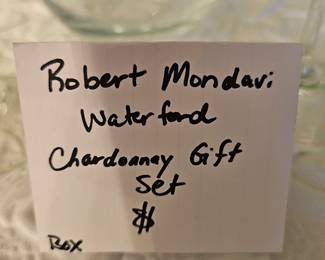 Robert Mondavi
Waterford
Chardonnay Gift
Set
$
Box